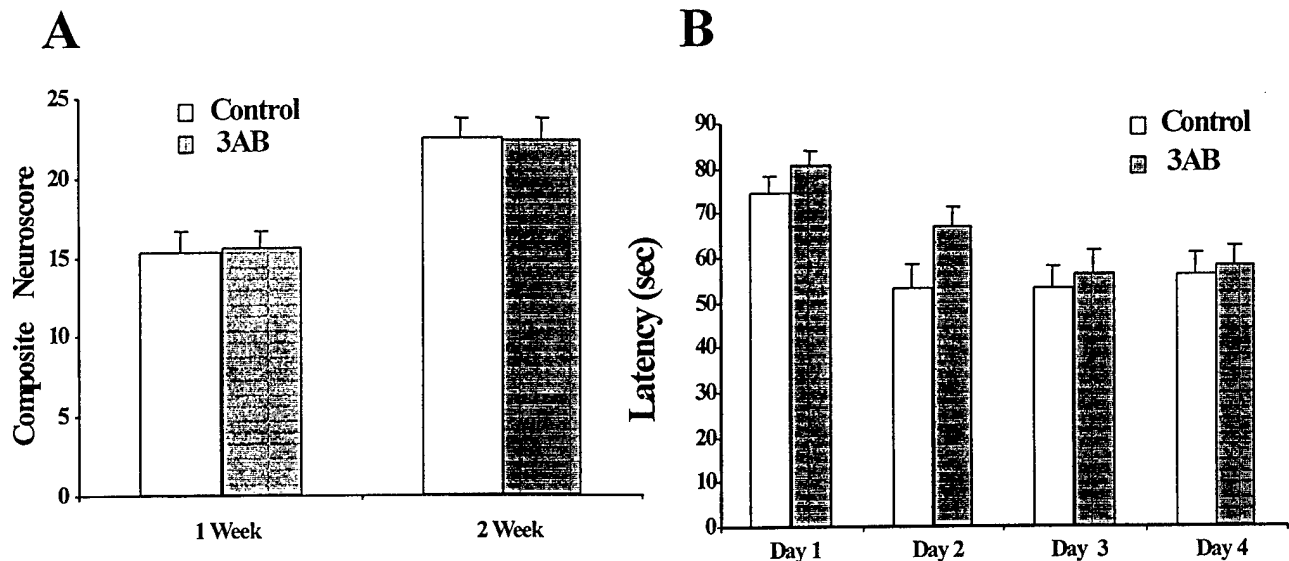 A
Composite Neuroscore
25
20
15
10
5
0
Control
3AB
1 Week
2 Week
B
Latency (sec)
90
80
70
60
50
40
30
20
10
0
Control
3AB
Day 1
Day 2
Day 3
Day 4